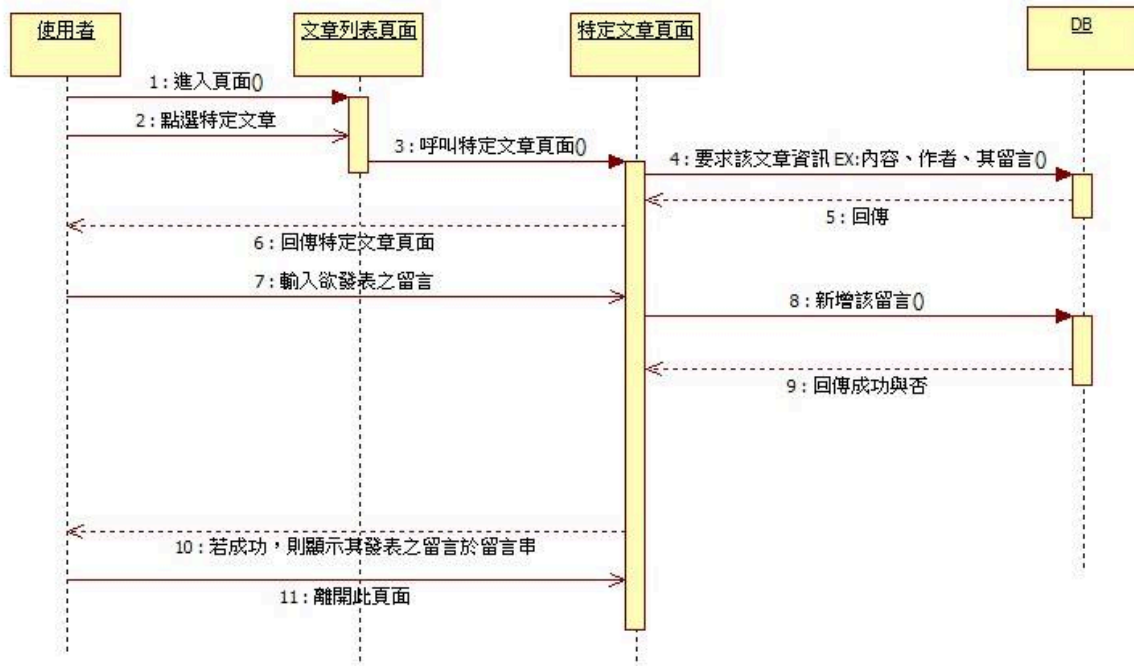 使用者
文章列表頁面
特定文章頁面
DB
1 : 進入頁面()
2 : 點選特定文章
3 : 呼叫特定文章頁面()
4 : 要求該文章資訊 EX:內容、作者、其留言()
5 : 回傳
6 : 回傳特定文章頁面
7 : 輸入欲發表之留言
8 : 新增該留言()
9 : 回傳成功與否
10 : 若成功，則顯示其發表之留言於留言串
11 : 離開此頁面